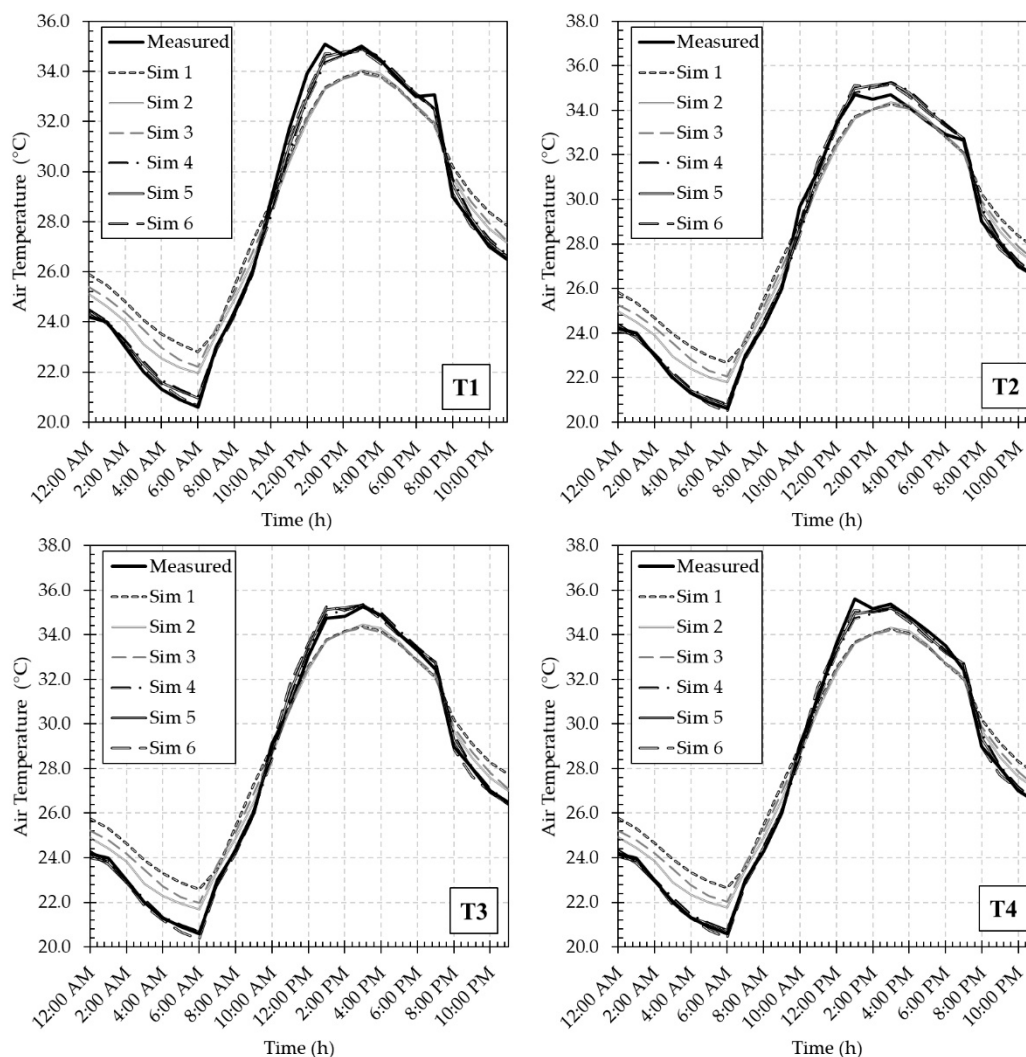 36.0
34.0
32.0
30.0
28.0
26.0
24.0
22.0
20.0
Air Temperature (°C)
Measured
Sim 1
Sim 2
Sim 3
Sim 4
Sim 5
Sim 6
T1
12:00 AM
2:00 AM
4:00 AM
6:00 AM
8:00 AM
10:00 AM
12:00 PM
2:00 PM
4:00 PM
6:00 PM
8:00 PM
10:00 PM
Time (h)
38.0
36.0
34.0
32.0
30.0
28.0
26.0
24.0
22.0
20.0
Air Temperature (°C)
Measured
Sim 1
Sim 2
Sim 3
Sim 4
Sim 5
Sim 6
T2
12:00 AM
2:00 AM
4:00 AM
6:00 AM
8:00 AM
10:00 AM
12:00 PM
2:00 PM
4:00 PM
6:00 PM
8:00 PM
10:00 PM
Time (h)
38.0
36.0
34.0
32.0
30.0
28.0
26.0
24.0
22.0
20.0
Air Temperature (°C)
Measured
Sim 1
Sim 2
Sim 3
Sim 4
Sim 5
Sim 6
T3
12:00 AM
2:00 AM
4:00 AM
6:00 AM
8:00 AM
10:00 AM
12:00 PM
2:00 PM
4:00 PM
6:00 PM
8:00 PM
10:00 PM
Time (h)
38.0
36.0
34.0
32.0
30.0
28.0
26.0
24.0
22.0
20.0
Air Temperature (°C)
Measured
Sim 1
Sim 2
Sim 3
Sim 4
Sim 5
Sim 6
T4
12:00 AM
2:00 AM
4:00 AM
6:00 AM
8:00 AM
10:00 AM
12:00 PM
2:00 PM
4:00 PM
6:00 PM
8:00 PM
10:00 PM
Time (h)